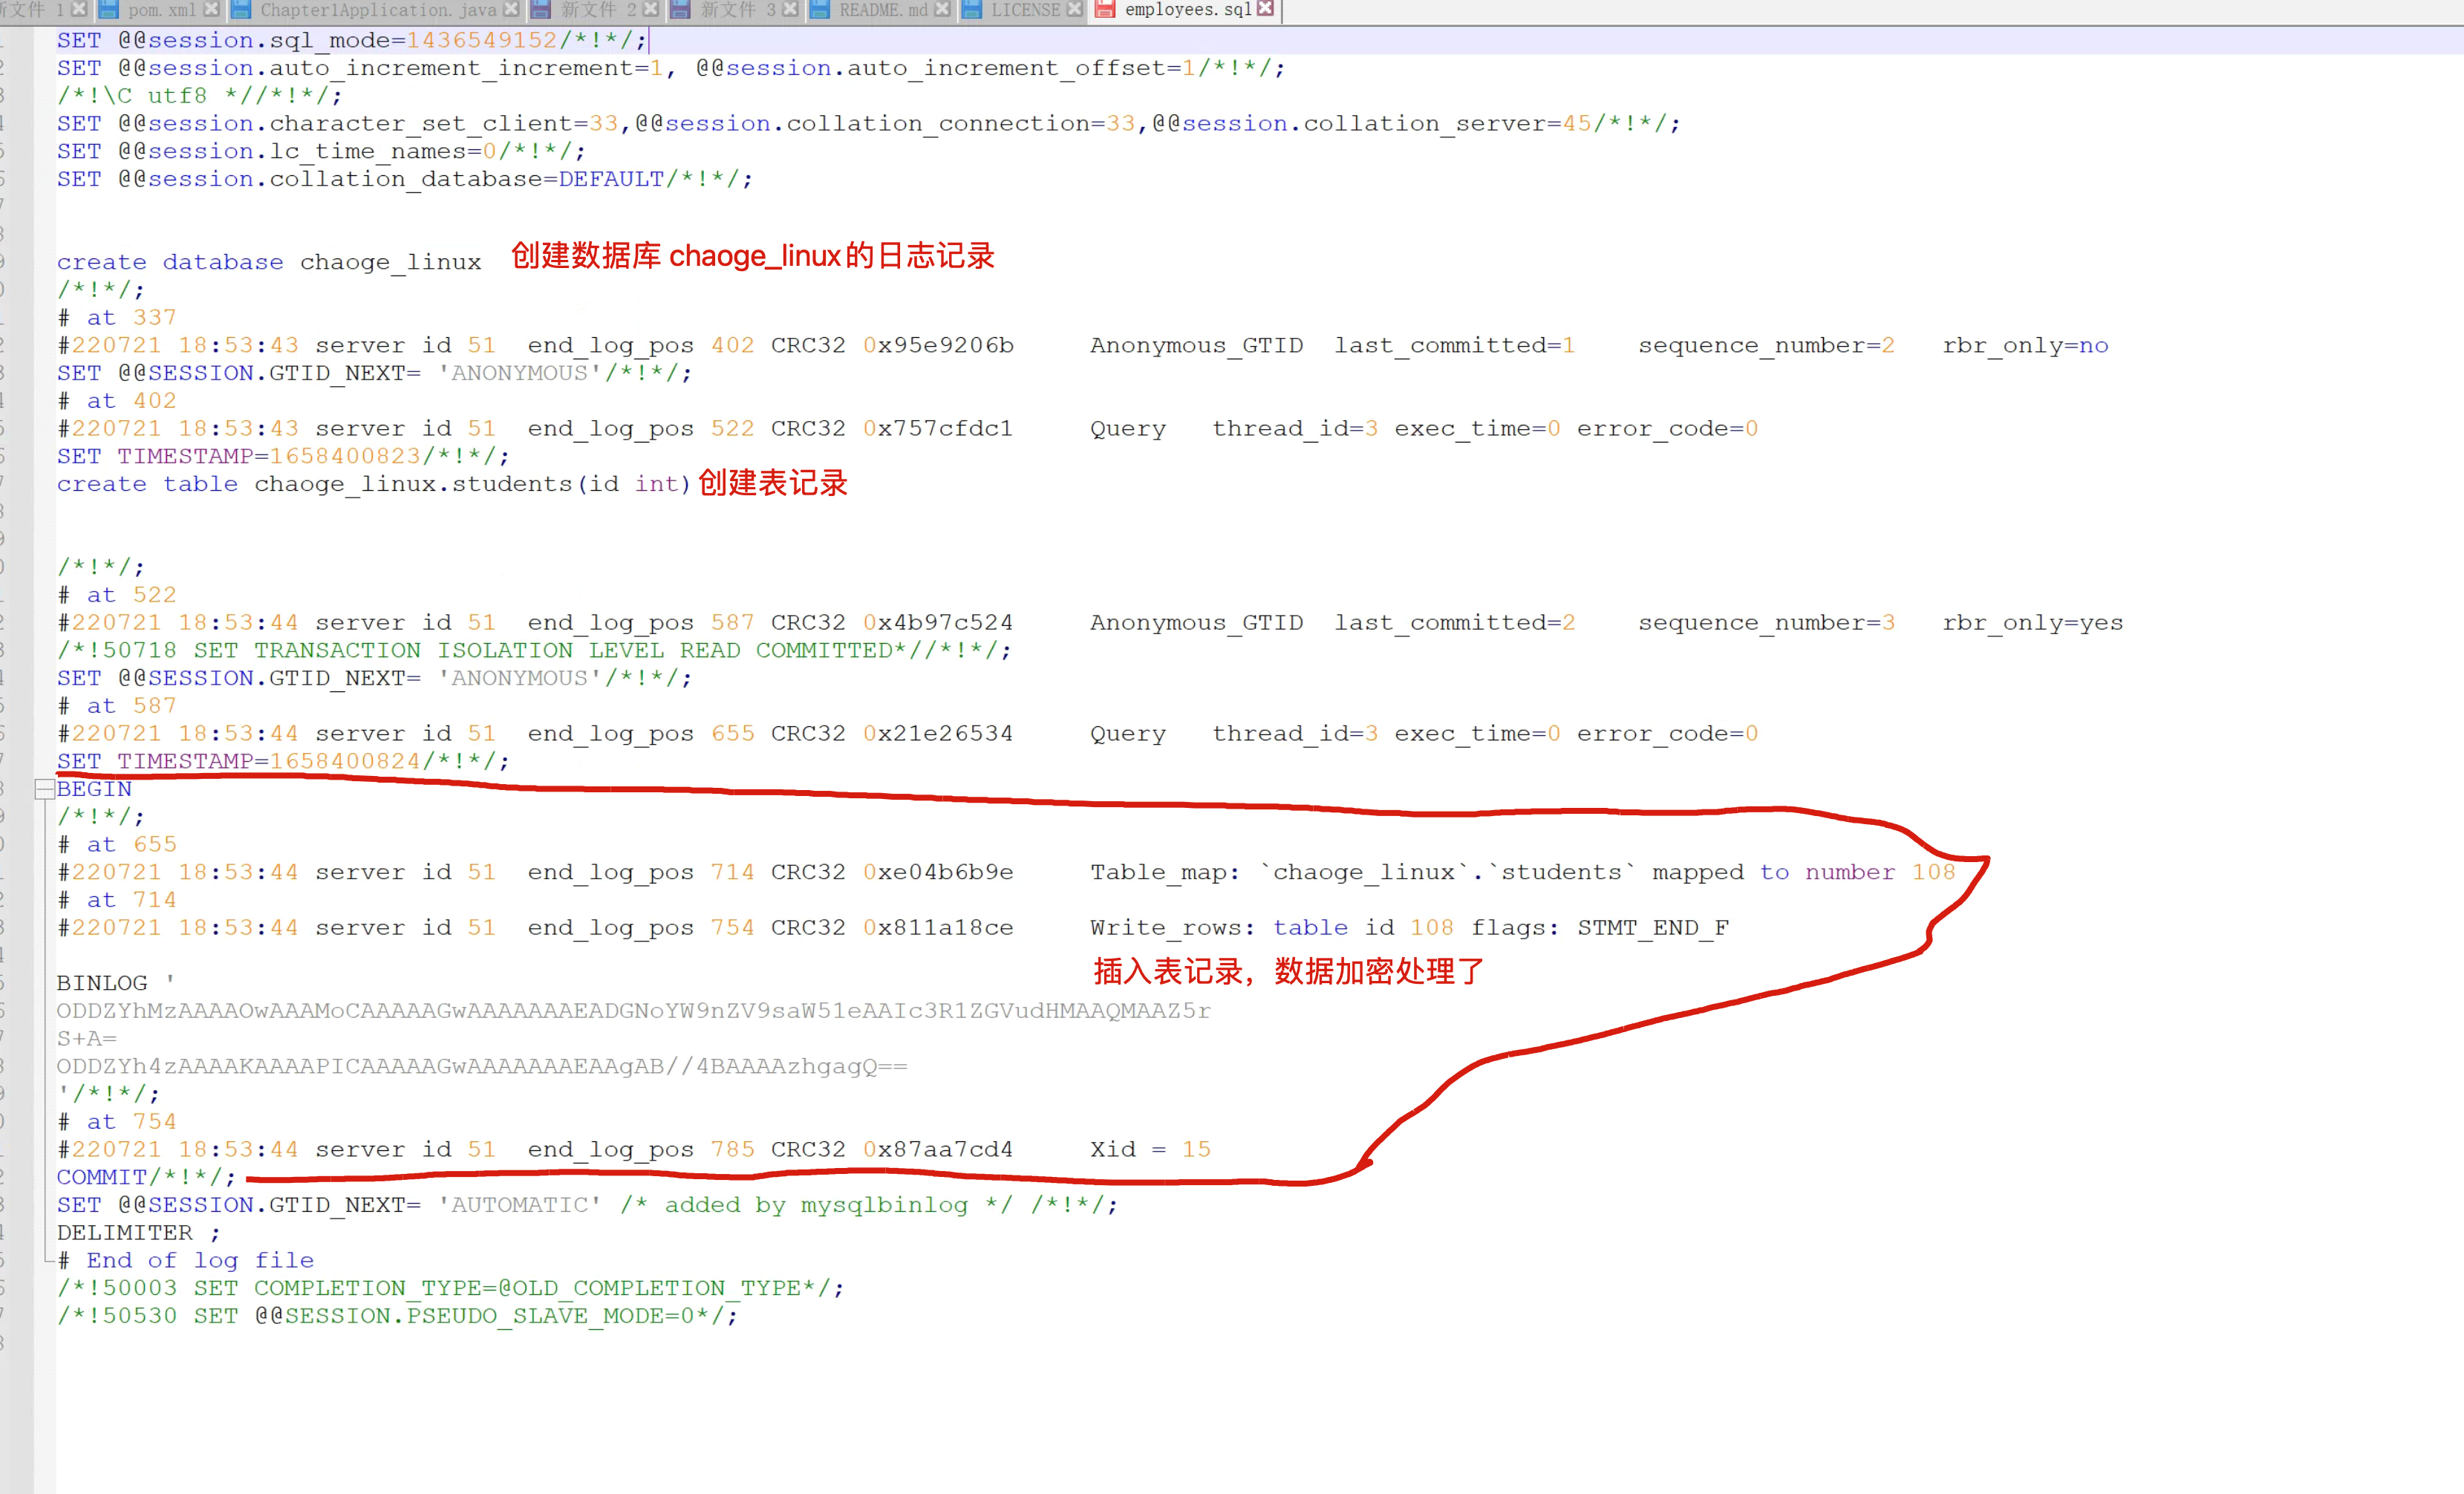 新文件 1 pom.xml Chapter1Application.java 新文件 2 新文件 3 README.md LICENSE employees.sql
SET @@session.sql_mode=1436549152/*!*/;
SET @@session.auto_increment_increment=1, @@session.auto_increment_offset=1/*!*/;
/*!\C utf8 *//*!*/;
SET @@session.character_set_client=33,@@session.collation_connection=33,@@session.collation_server=45/*!*/;
SET @@session.lc_time_names=0/*!*/;
SET @@session.collation_database=DEFAULT/*!*/;
create database chaoge_linux 创建数据库 chaoge_linux的日志记录
/*!*/;
# at 337
#220721 18:53:43 server id 51 end_log_pos 402 CRC32 0x95e9206b Anonymous_GTID last_committed=1 sequence_number=2 rbr_only=no
SET @@SESSION.GTID_NEXT= 'ANONYMOUS'/*!*/;
# at 402
#220721 18:53:43 server id 51 end_log_pos 522 CRC32 0x757cfdc1 Query thread_id=3 exec_time=0 error_code=0
SET TIMESTAMP=1658400823/*!*/;
create table chaoge_linux.students(id int) 创建表记录
/*!*/;
# at 522
#220721 18:53:44 server id 51 end_log_pos 587 CRC32 0x4b97c524 Anonymous_GTID last_committed=2 sequence_number=3 rbr_only=yes
/*!50718 SET TRANSACTION ISOLATION LEVEL READ COMMITTED*//*!*/;
SET @@SESSION.GTID_NEXT= 'ANONYMOUS'/*!*/;
# at 587
#220721 18:53:44 server id 51 end_log_pos 655 CRC32 0x21e26534 Query thread_id=3 exec_time=0 error_code=0
SET TIMESTAMP=1658400824/*!*/;
BEGIN
/*!*/;
# at 655
#220721 18:53:44 server id 51 end_log_pos 714 CRC32 0xe04b6b9e Table_map: `chaoge_linux`.`students` mapped to number 108
# at 714
#220721 18:53:44 server id 51 end_log_pos 754 CRC32 0x811a18ce Write_rows: table id 108 flags: STMT_END_F
插入表记录，数据加密处理了
BINLOG '
ODDZYhMzAAAAOwAAAMoCAAAAAGwAAAAAAAEADGNoYW9nZV9saW51eAAIc3R1ZGVudHMAAQMAAZ5r
S+A=
ODDZYh4zAAAAKAAAAPICAAAAAGwAAAAAAAEAAgAB//4BAAAAzhgagQ==
'/*!*/;
# at 754
#220721 18:53:44 server id 51 end_log_pos 785 CRC32 0x87aa7cd4 Xid = 15
COMMIT/*!*/;
SET @@SESSION.GTID_NEXT= 'AUTOMATIC' /* added by mysqlbinlog */ /*!*/;
DELIMITER ;
# End of log file
/*!50003 SET COMPLETION_TYPE=@OLD_COMPLETION_TYPE*/;
/*!50530 SET @@SESSION.PSEUDO_SLAVE_MODE=0*/;